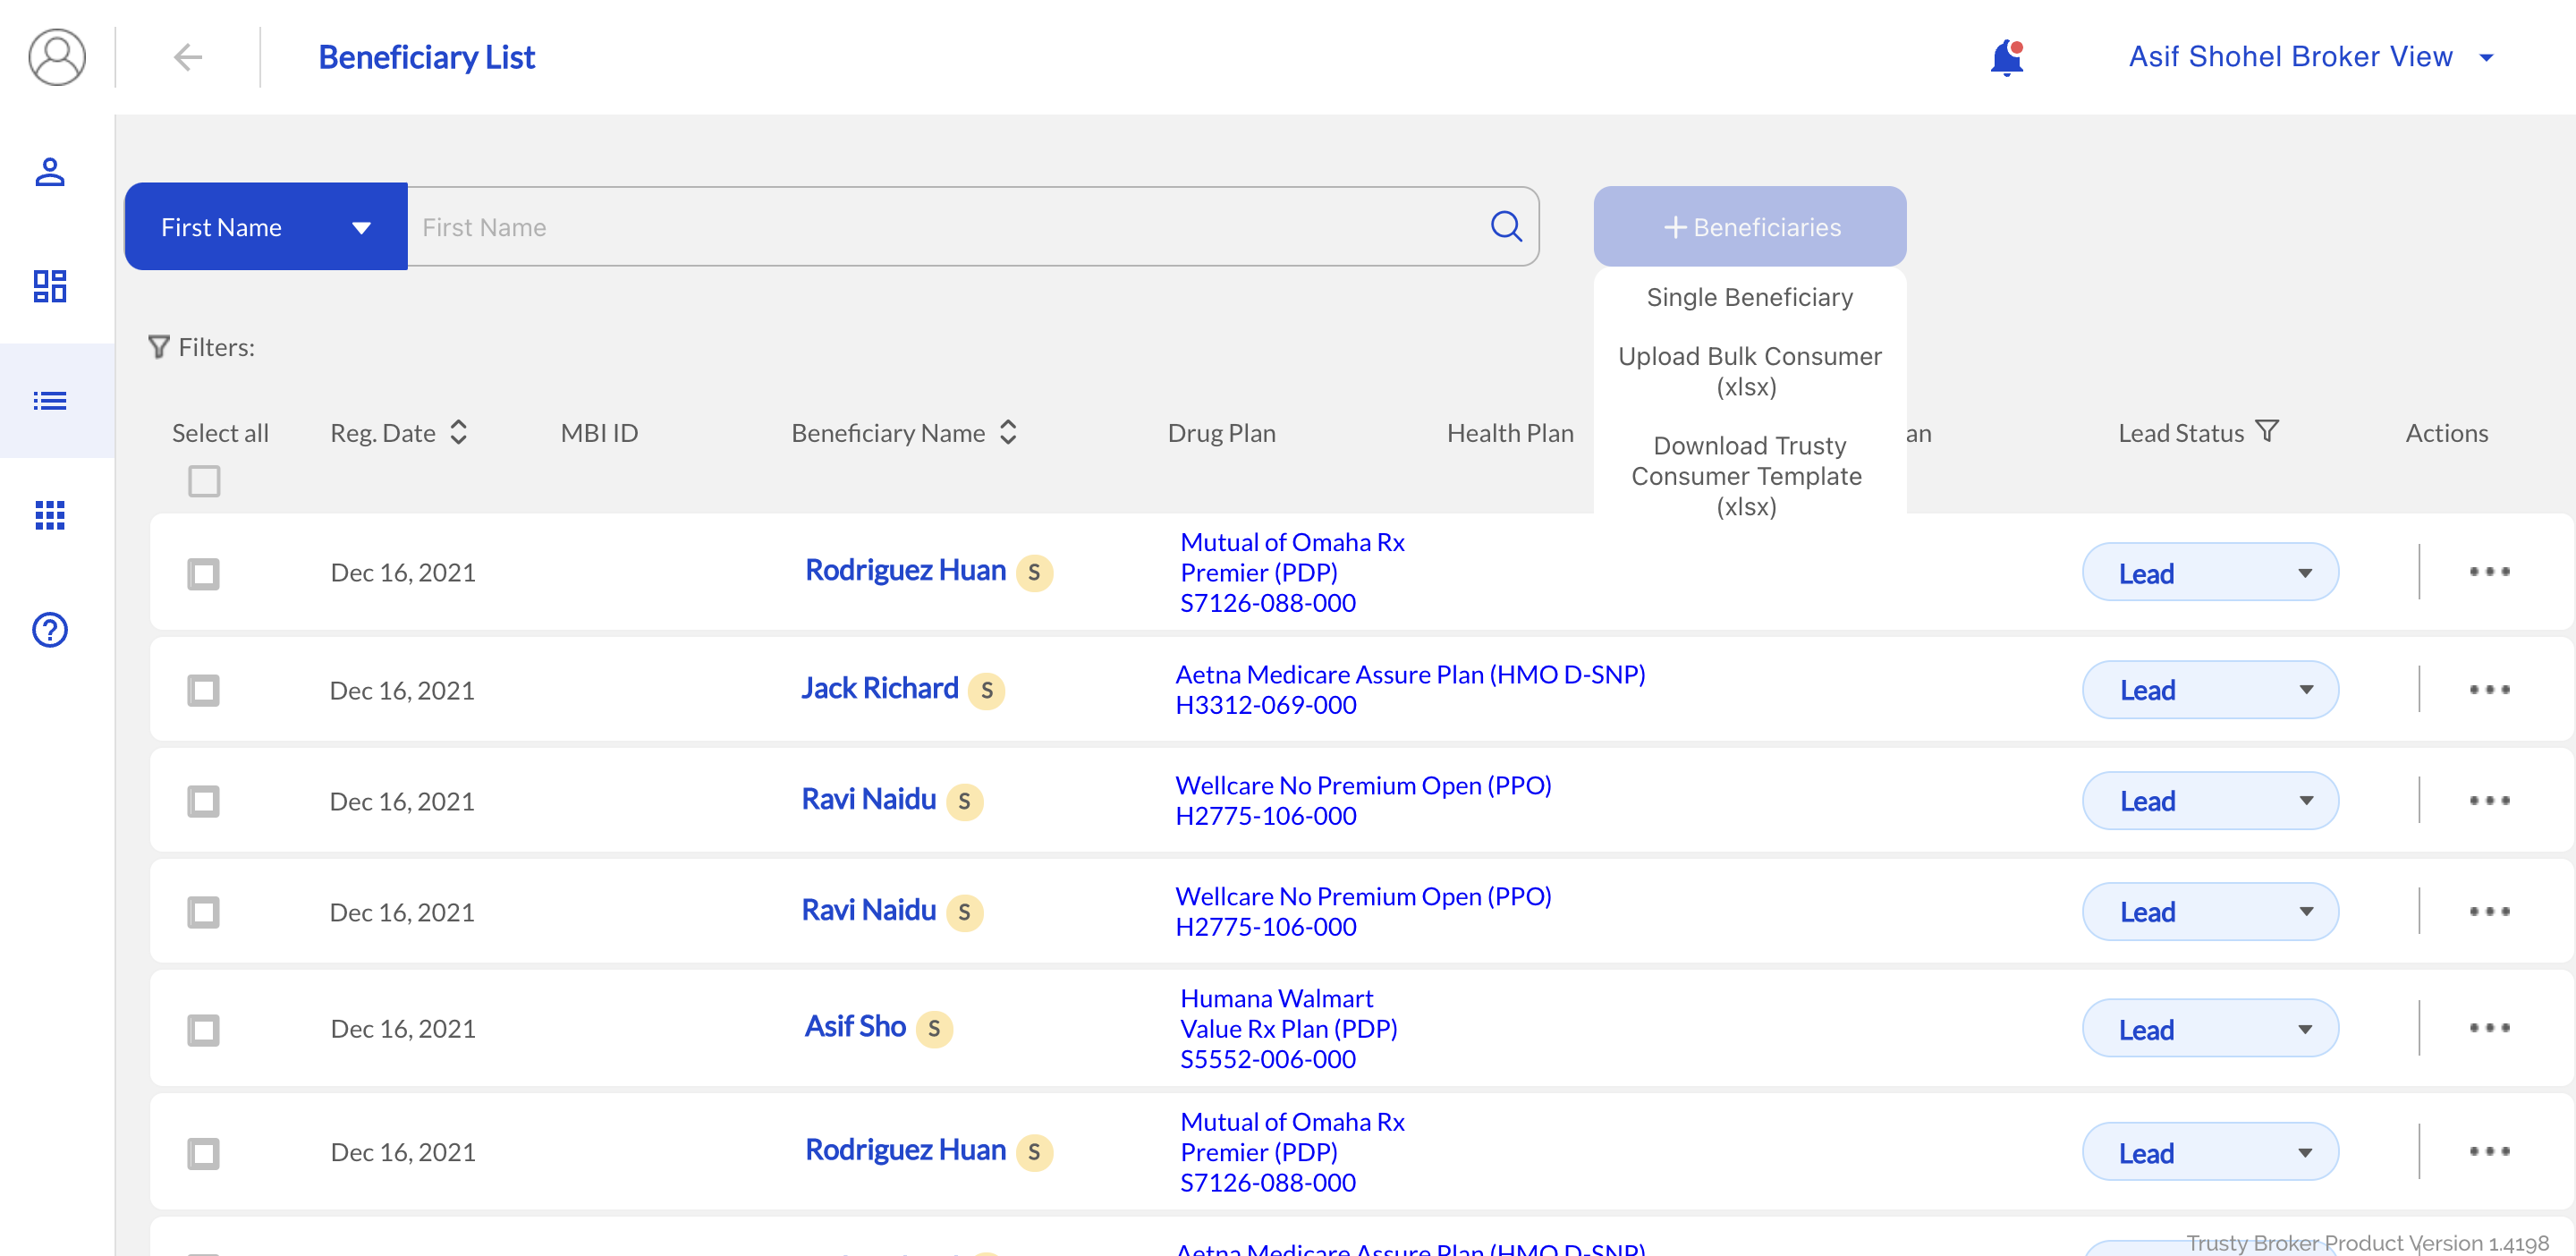 Beneficiary List
Asif Shohel Broker View
First Name
First Name
+ Beneficiaries
Single Beneficiary
Upload Bulk Consumer
(xlsx)
Download Trusty
Consumer Template
(xlsx)
Filters:
Select all
Reg. Date
MBI ID
Beneficiary Name
Drug Plan
Health Plan
an
Lead Status
Actions
Dec 16, 2021
Rodriguez Huan S
Mutual of Omaha Rx
Premier (PDP)
S7126-088-000
Lead
Dec 16, 2021
Jack Richard S
Aetna Medicare Assure Plan (HMO D-SNP)
H3312-069-000
Lead
Dec 16, 2021
Ravi Naidu S
Wellcare No Premium Open (PPO)
H2775-106-000
Lead
Dec 16, 2021
Ravi Naidu S
Wellcare No Premium Open (PPO)
H2775-106-000
Lead
Dec 16, 2021
Asif Sho S
Humana Walmart
Value Rx Plan (PDP)
S5552-006-000
Lead
Dec 16, 2021
Rodriguez Huan S
Mutual of Omaha Rx
Premier (PDP)
S7126-088-000
Lead
Aetna Medicare Assure Plan (HMO D-SNP)
Trusty Broker Product Version 1.4198